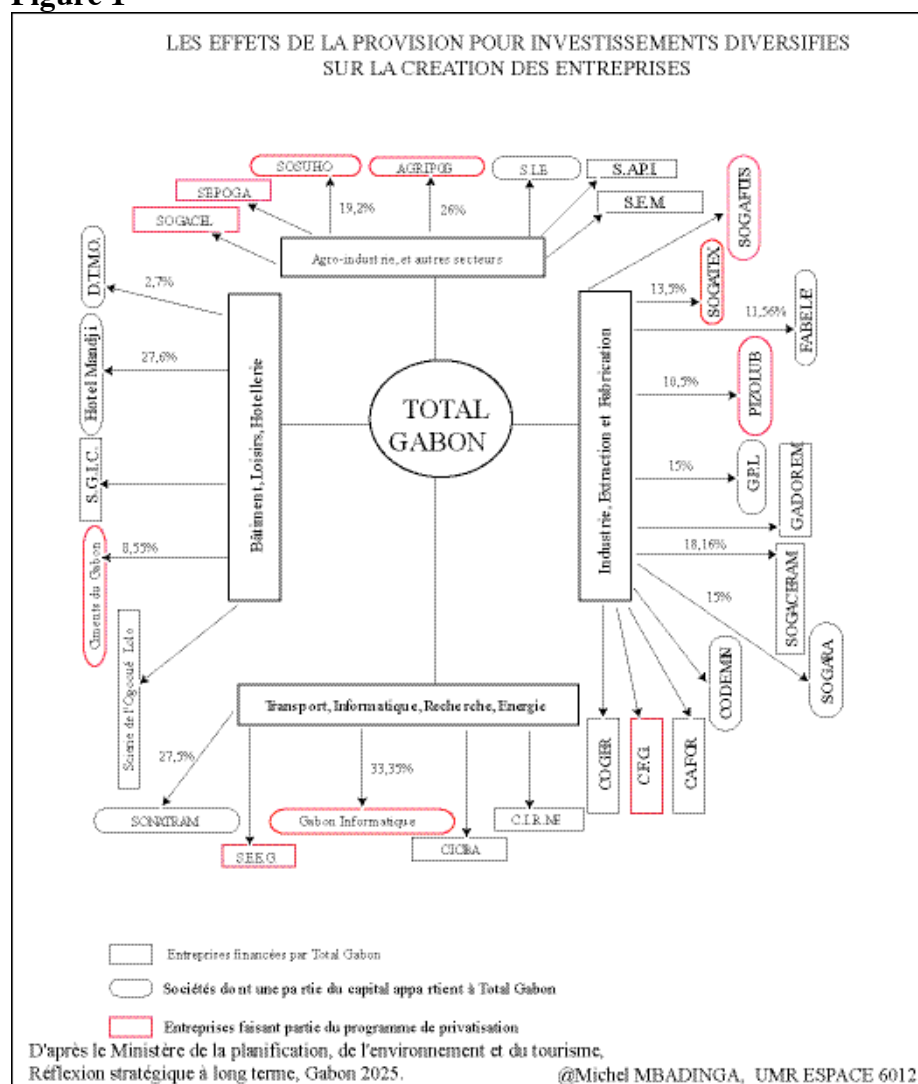 Figure 1
LES EFFETS DE LA PROVISION POUR INVESTISSEMENTS DIVERSIFIES
SUR LA CREATION DES ENTREPRISES
SOSUHO
AGRIPOG
S.I.E
S.AP.I.
S.E.M.
SEPOGA
SOGACEL
19,2%
26%
Agro-industrie, et autres secteurs
SOGAFUTS
D.T.M.O.
2,7%
Hotel Mandji
27,6%
S.G.I.C.
Ciments du Gabon
8,55%
Scierie de l'Ogooué Lolo
Bâtiment, Loisirs, Hotellerie
TOTAL
GABON
Industrie, Extraction et Fabrication
13,5%
SOGATEX
11,56%
FABELEC
10,5%
PIZOLUB
15%
G.P.L
GADOREM
18,16%
SOGACERAM
15%
SOGARA
CODEMIN
CAFOR
C.F.G.
COGER
Transport, Informatique, Recherche, Energie
27,5%
33,35%
SONATRAM
S.E.E.G.
Gabon Informatique
CICIBA
C.I.R.MF
Entreprises financées par Total Gabon
Sociétés dont une partie du capital appartient à Total Gabon
Entreprises faisant partie du programme de privatisation
D'après le Ministère de la planification, de l'environnement et du tourisme,
Réflexion stratégique à long terme, Gabon 2025.
@Michel MBADINGA, UMR ESPACE 6012